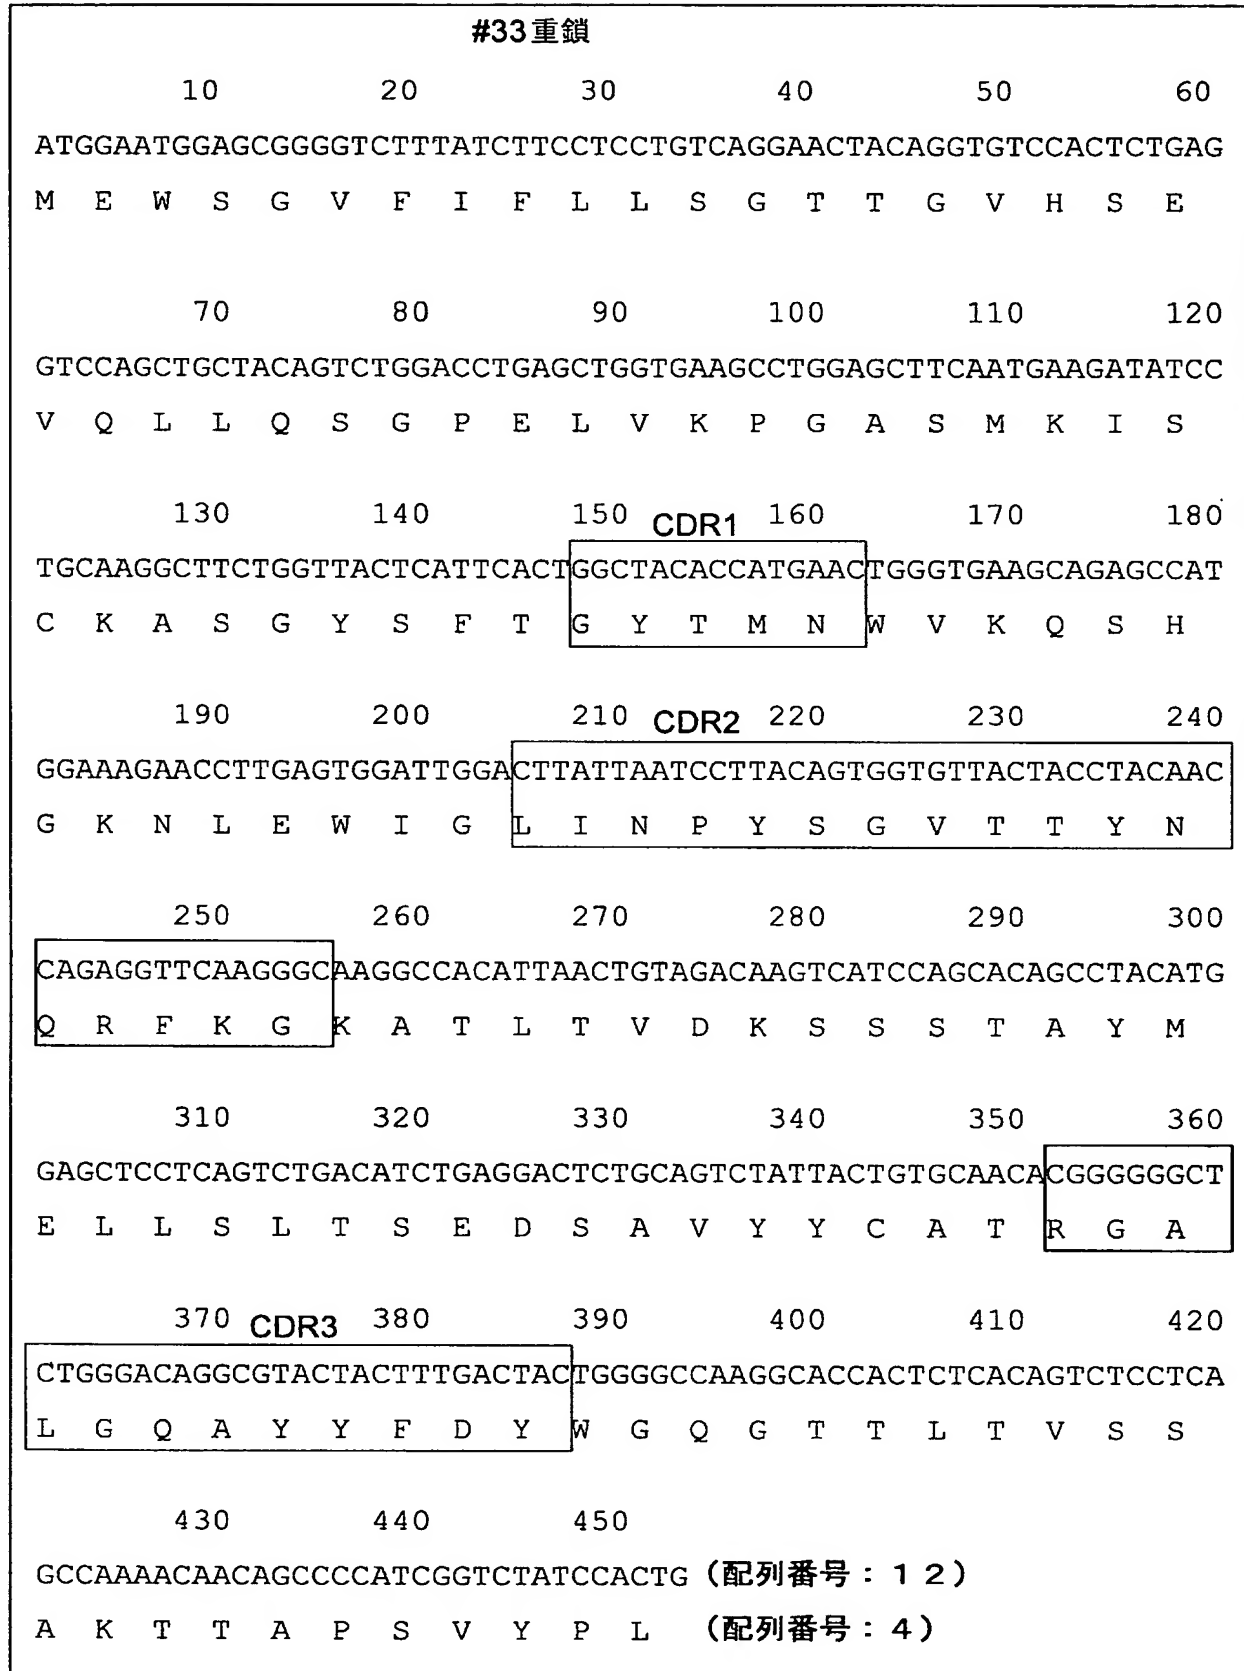 #33重鎖
10 20 30 40 50 60
ATGGAATGGAGCGGGGTCTTTATCTTCCTCCTGTCAGGAACTACAGGTGTCCACTCTGAG
M E W S G V F I F L L S G T T G V H S E
70 80 90 100 110 120
GTCCAGCTGCTACAGTCTGGACCTGAGCTGGTGAAGCCTGGAGCTTCAATGAAGATATCC
V Q L L Q S G P E L V K P G A S M K I S
130 140 150 CDR1 160 170 180
TGCAAGGCTTCTGGTTACTCATTCACTGGCTACACCATGAACTGGGTGAAGCAGAGCCAT
C K A S G Y S F T G Y T M N W V K Q S H
190 200 210 CDR2 220 230 240
GGAAAGAACCTTGAGTGGATTGGACTTATTAATCCTTACAGTGGTGTTACTACCTACAAC
G K N L E W I G L I N P Y S G V T T Y N
250 260 270 280 290 300
CAGAGGTTCAAGGGCAAGGCCACATTAACTGTAGACAAGTCATCCAGCACAGCCTACATG
Q R F K G K A T L T V D K S S S T A Y M
310 320 330 340 350 360
GAGCTCCTCAGTCTGACATCTGAGGACTCTGCAGTCTATTACTGTGCAACACGGGGGGCT
E L L S L T S E D S A V Y Y C A T R G A
370 CDR3 380 390 400 410 420
CTGGGACAGGCGTACTACTTTGACTACTGGGGCCAAGGCACCACTCTCACAGTCTCCTCA
L G Q A Y Y F D Y W G Q G T T L T V S S
430 440 450
GCCAAAACAACAGCCCCATCGGTCTATCCACTG (配列番号:12)
A K T T A P S V Y P L (配列番号:4)